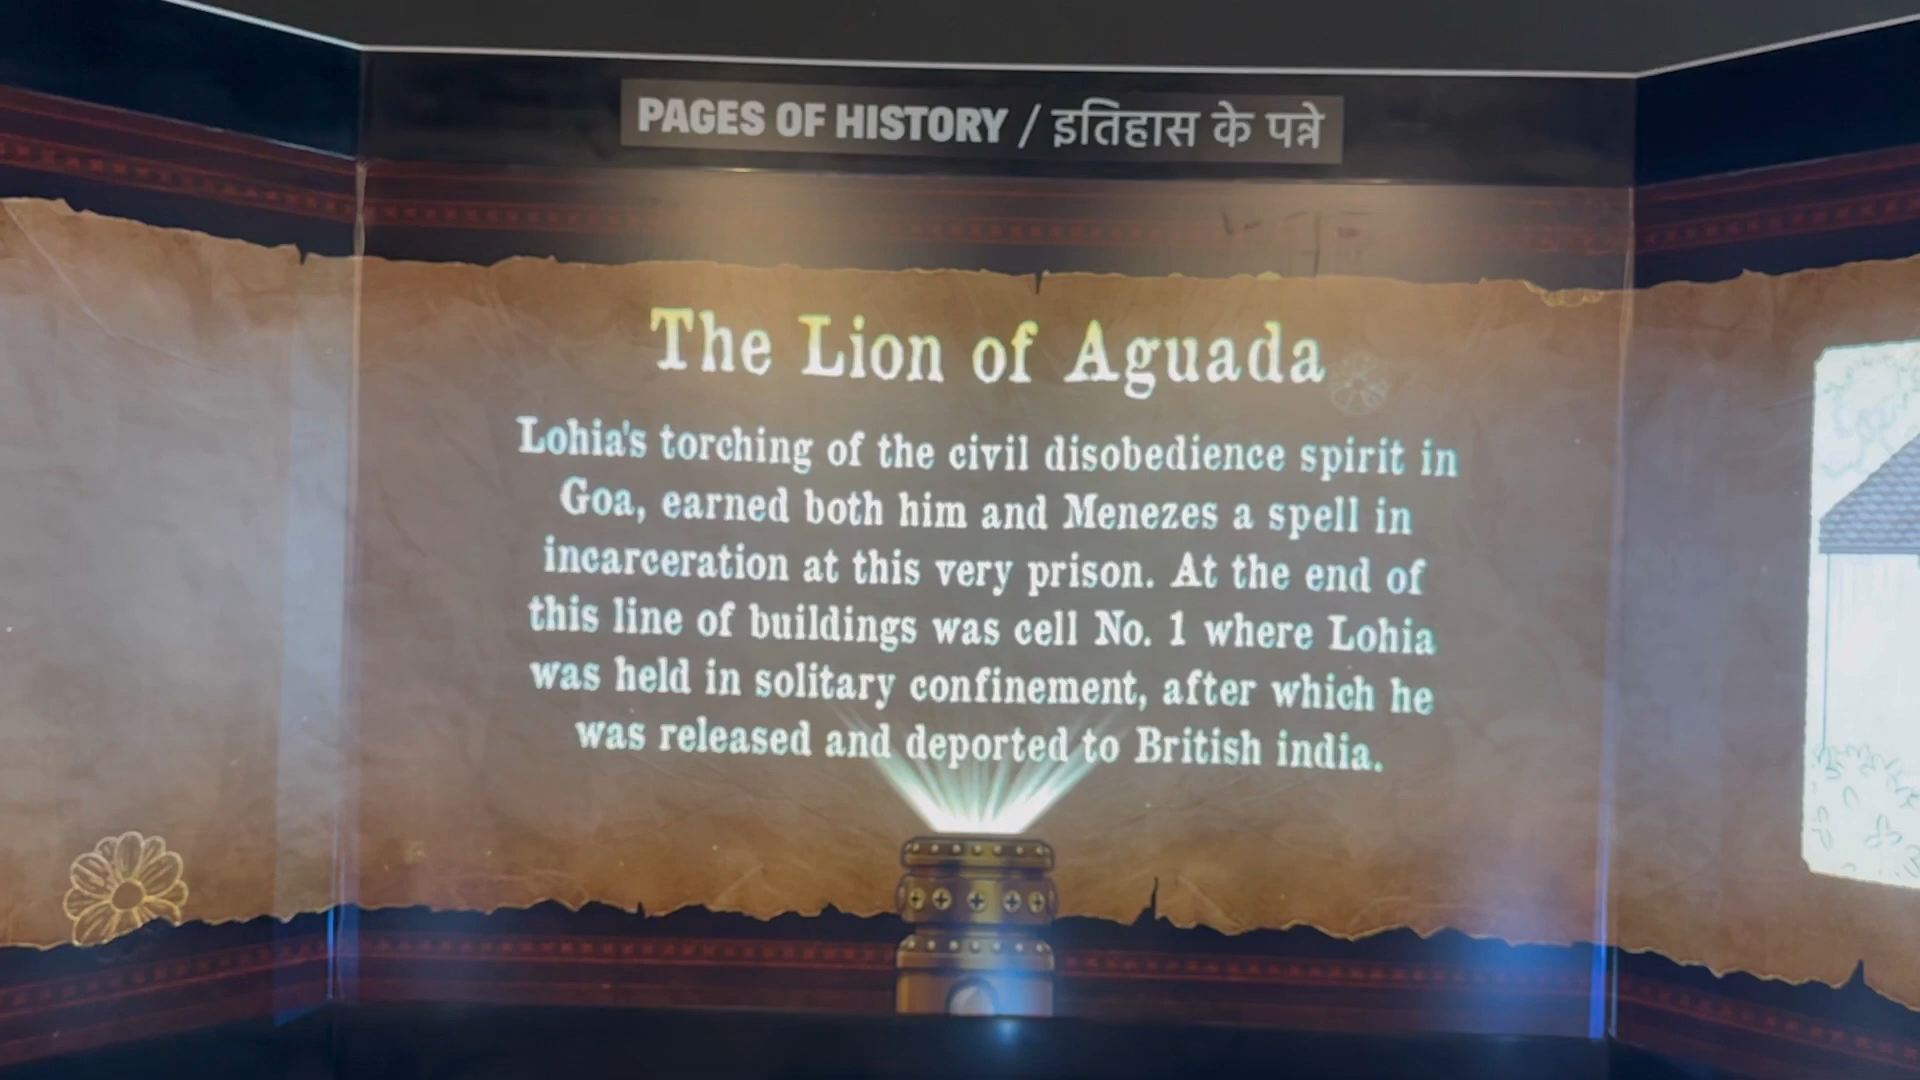 PAGES OF HISTORY / इतिहास के पन्ने
The Lion of Aguada
Lohia's torching of the civil disobedience spirit in
Goa, earned both him and Menezes a spell in
incarceration at this very prison. At the end of
this line of buildings was cell No. 1 where Lohia
was held in solitary confinement, after which he
was released and deported to British india.